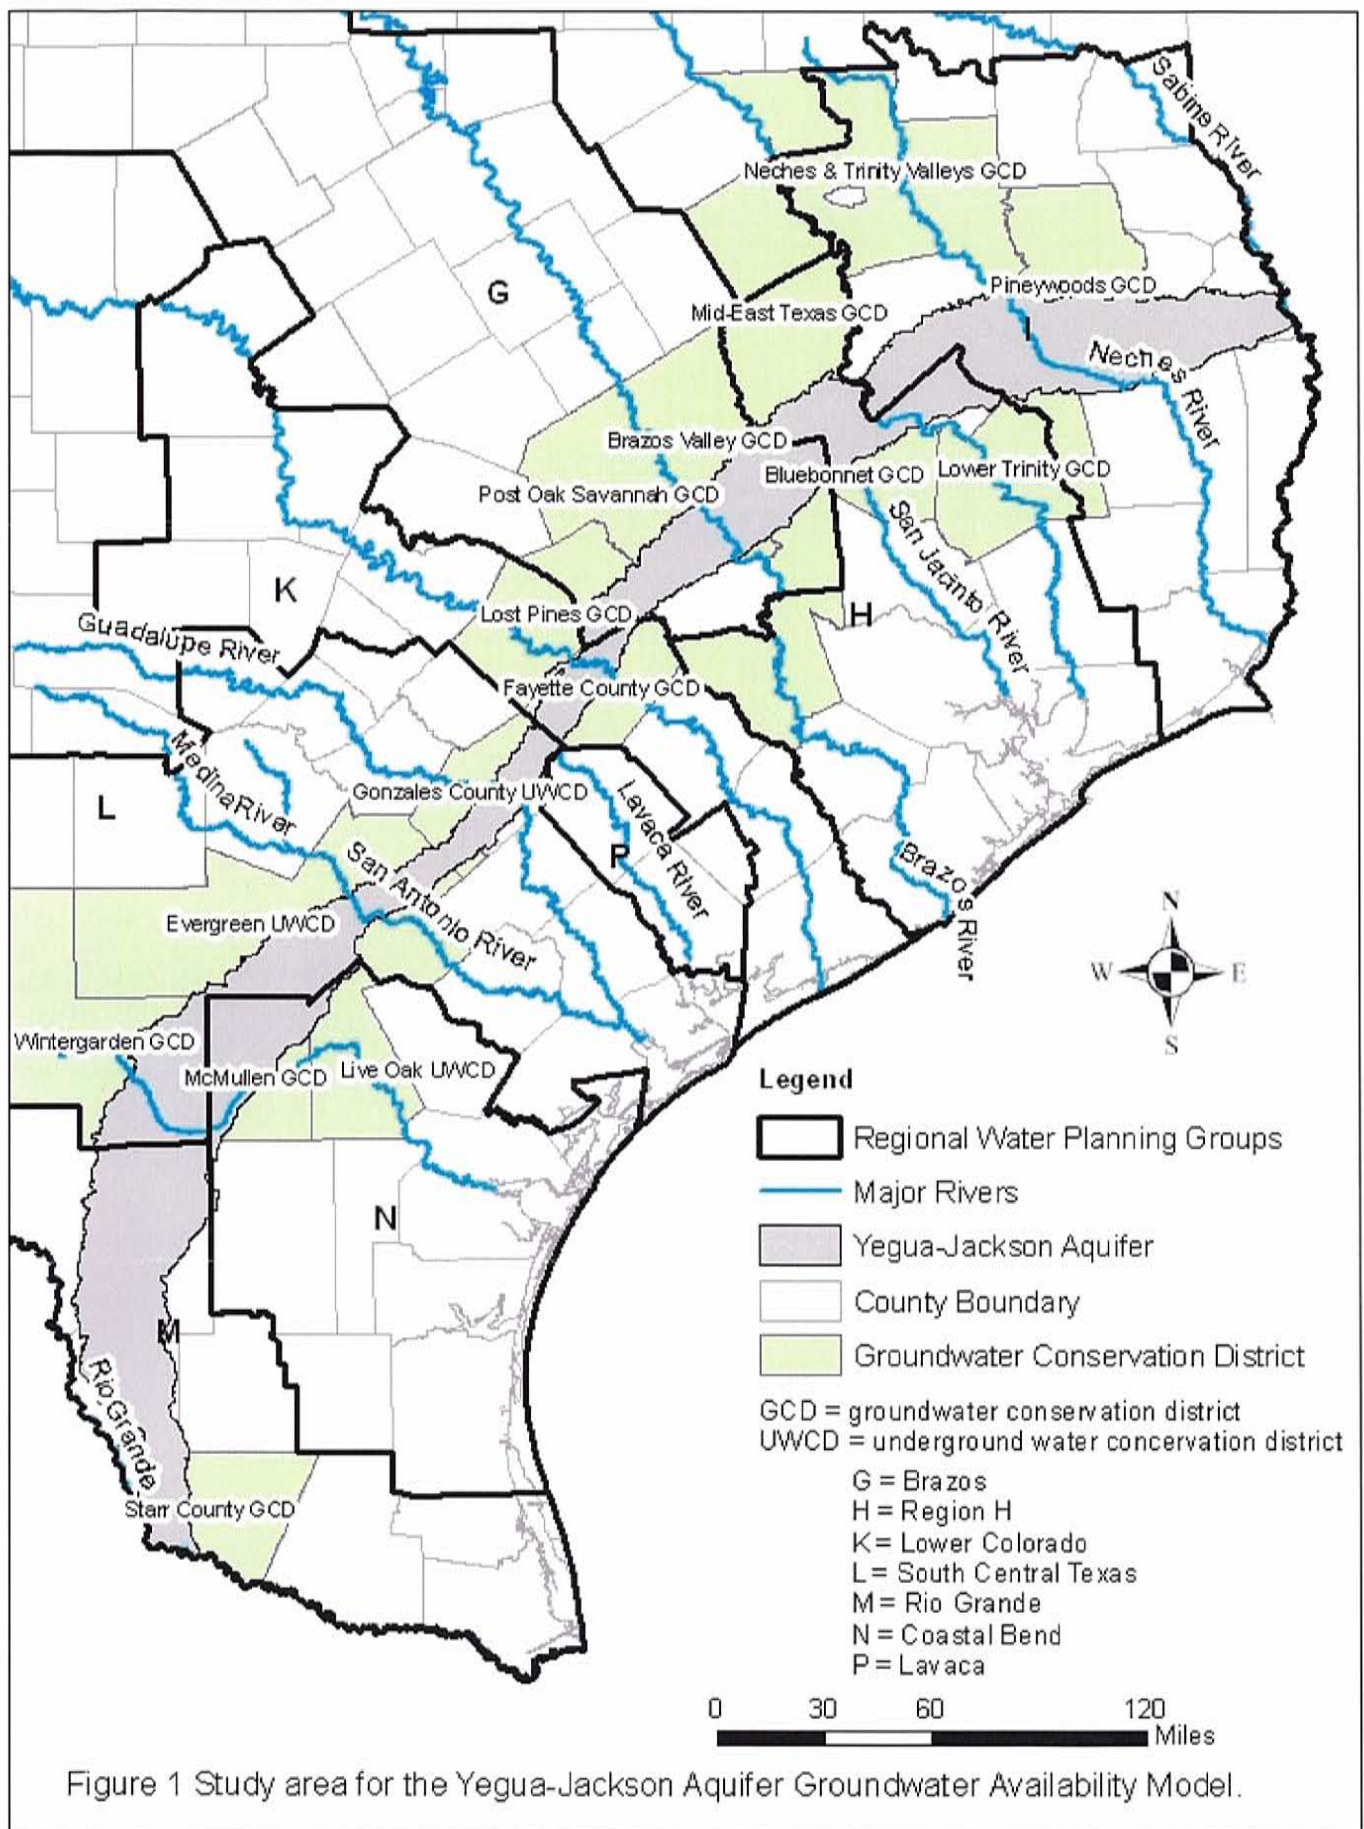 Sabine River
Neches & Trinity Valleys GCD
G
Pineywoods GCD
Mid-East Texas GCD
I
Neches River
Brazos Valley GCD
Bluebonnet GCD
Lower Trinity GCD
Post Oak Savannah GCD
San Jacinto River
K
Lost Pines GCD
H
Guadalupe River
Fayette County GCD
Medina River
Gonzales County UWCD
L
Lavaca River
P
San Antonio River
Brazos River
Evergreen UWCD
N
W
E
S
Wintergarden GCD
McMullen GCD
Live Oak UWCD
Legend
Regional Water Planning Groups
Major Rivers
N
Yegua-Jackson Aquifer
County Boundary
M
Groundwater Conservation District
Rio Grande
GCD = groundwater conservation district
UWCD = underground water concervation district
G = Brazos
Starr County GCD
H = Region H
K = Lower Colorado
L = South Central Texas
M = Rio Grande
N = Coastal Bend
P = Lavaca
0 30 60 120
Miles
Figure 1 Study area for the Yegua-Jackson Aquifer Groundwater Availability Model.